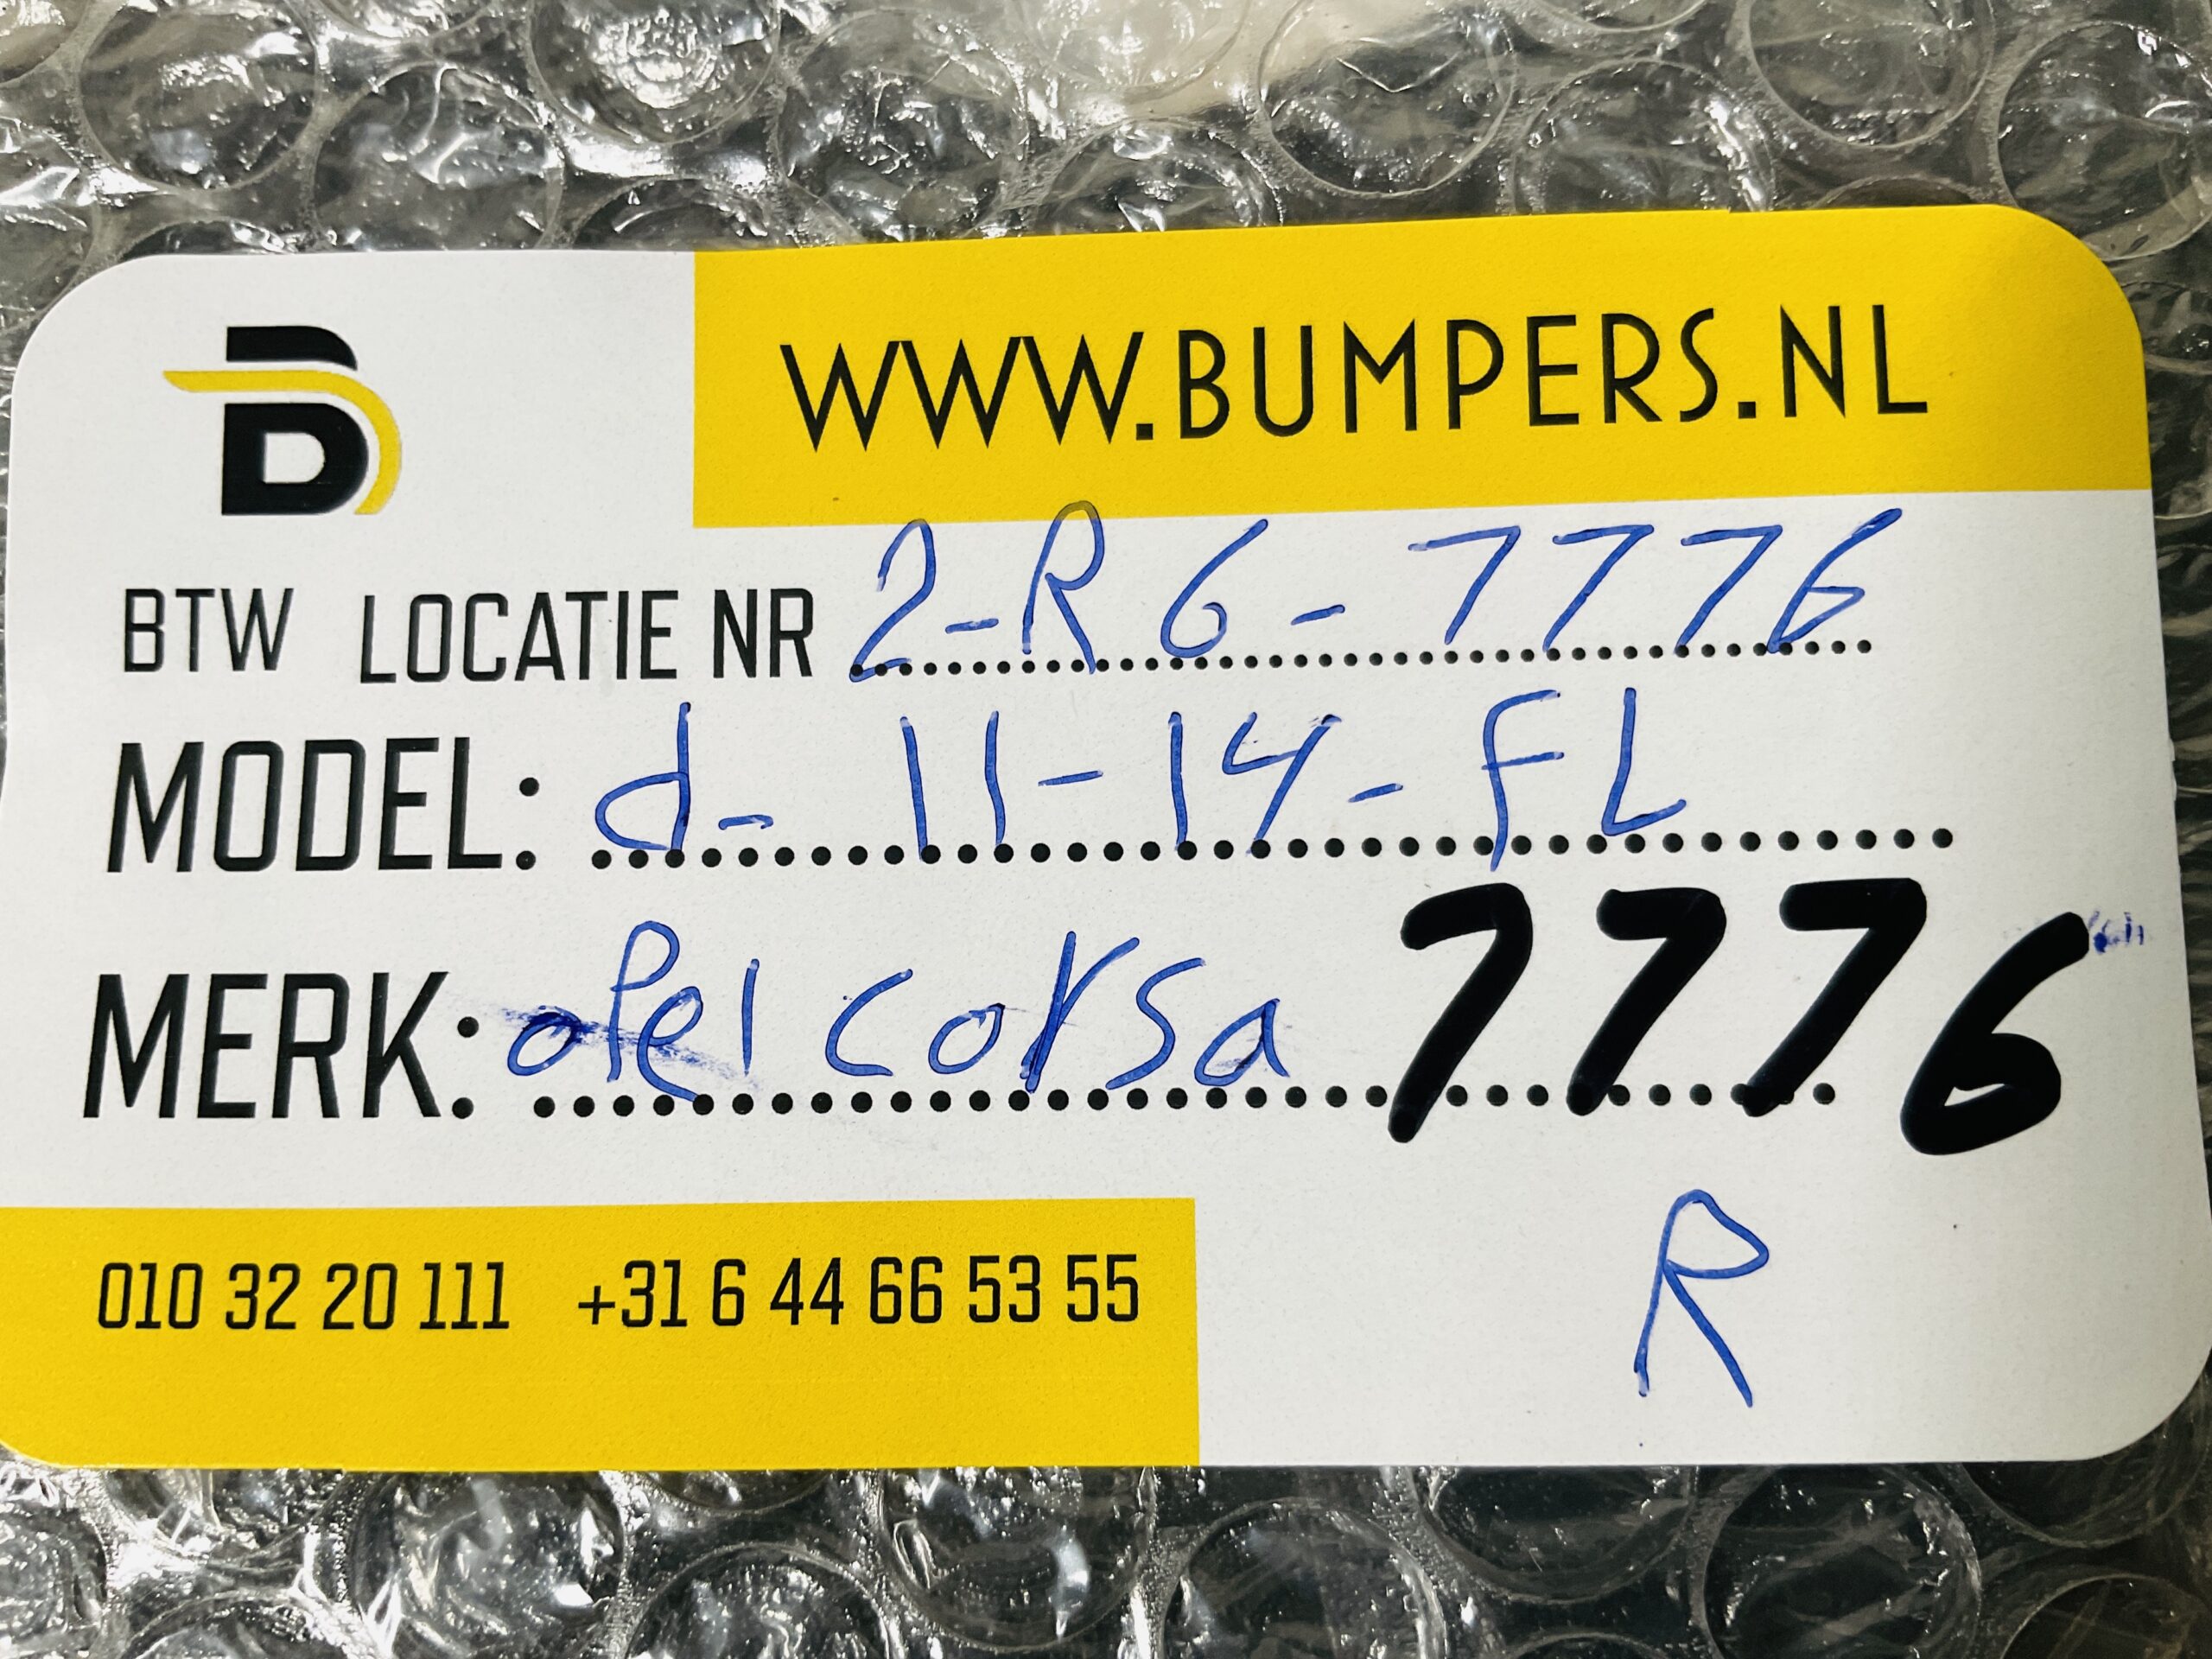 B
WWW.BUMPERS.NL
BTW LOCATIE NR 2-R6-7776
MODEL: d-11-14-FL
MERK: opel corsa 7776
R
010 32 20 111 +31 6 44 66 53 55